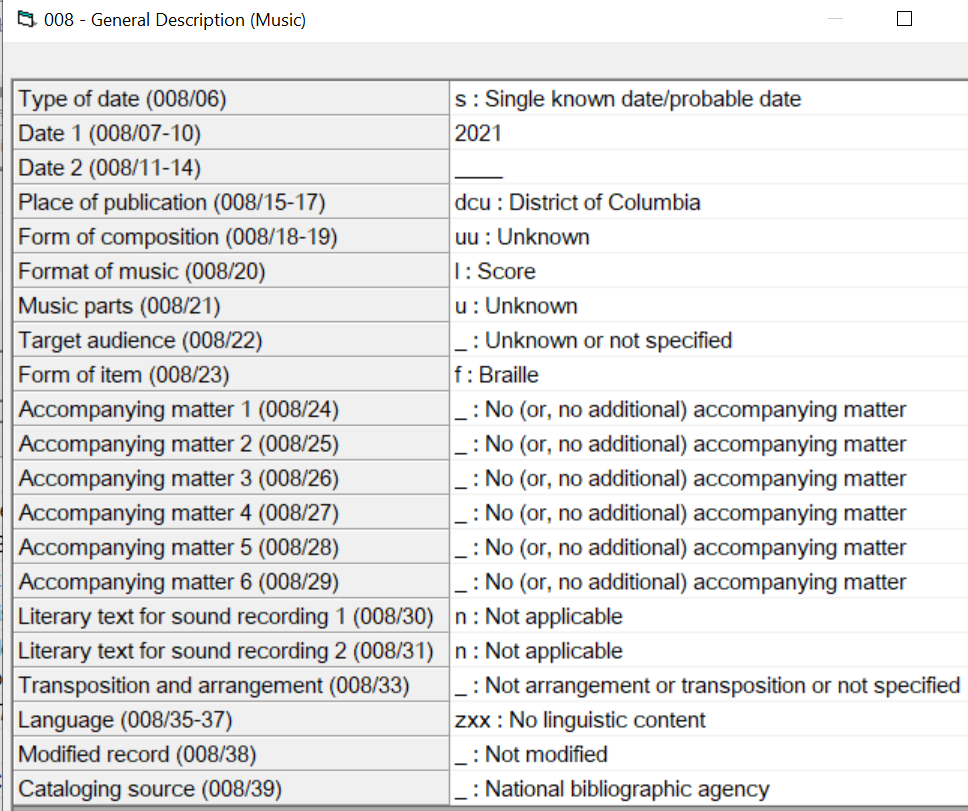 008 - General Description (Music)
Type of date (008/06) s : Single known date/probable date
Date 1 (008/07-10) 2021
Date 2 (008/11-14) ____
Place of publication (008/15-17) dcu : District of Columbia
Form of composition (008/18-19) uu : Unknown
Format of music (008/20) l : Score
Music parts (008/21) u : Unknown
Target audience (008/22) _ : Unknown or not specified
Form of item (008/23) f : Braille
Accompanying matter 1 (008/24) _ : No (or, no additional) accompanying matter
Accompanying matter 2 (008/25) _ : No (or, no additional) accompanying matter
Accompanying matter 3 (008/26) _ : No (or, no additional) accompanying matter
Accompanying matter 4 (008/27) _ : No (or, no additional) accompanying matter
Accompanying matter 5 (008/28) _ : No (or, no additional) accompanying matter
Accompanying matter 6 (008/29) _ : No (or, no additional) accompanying matter
Literary text for sound recording 1 (008/30) n : Not applicable
Literary text for sound recording 2 (008/31) n : Not applicable
Transposition and arrangement (008/33) _ : Not arrangement or transposition or not specified
Language (008/35-37) zxx : No linguistic content
Modified record (008/38) _ : Not modified
Cataloging source (008/39) _ : National bibliographic agency